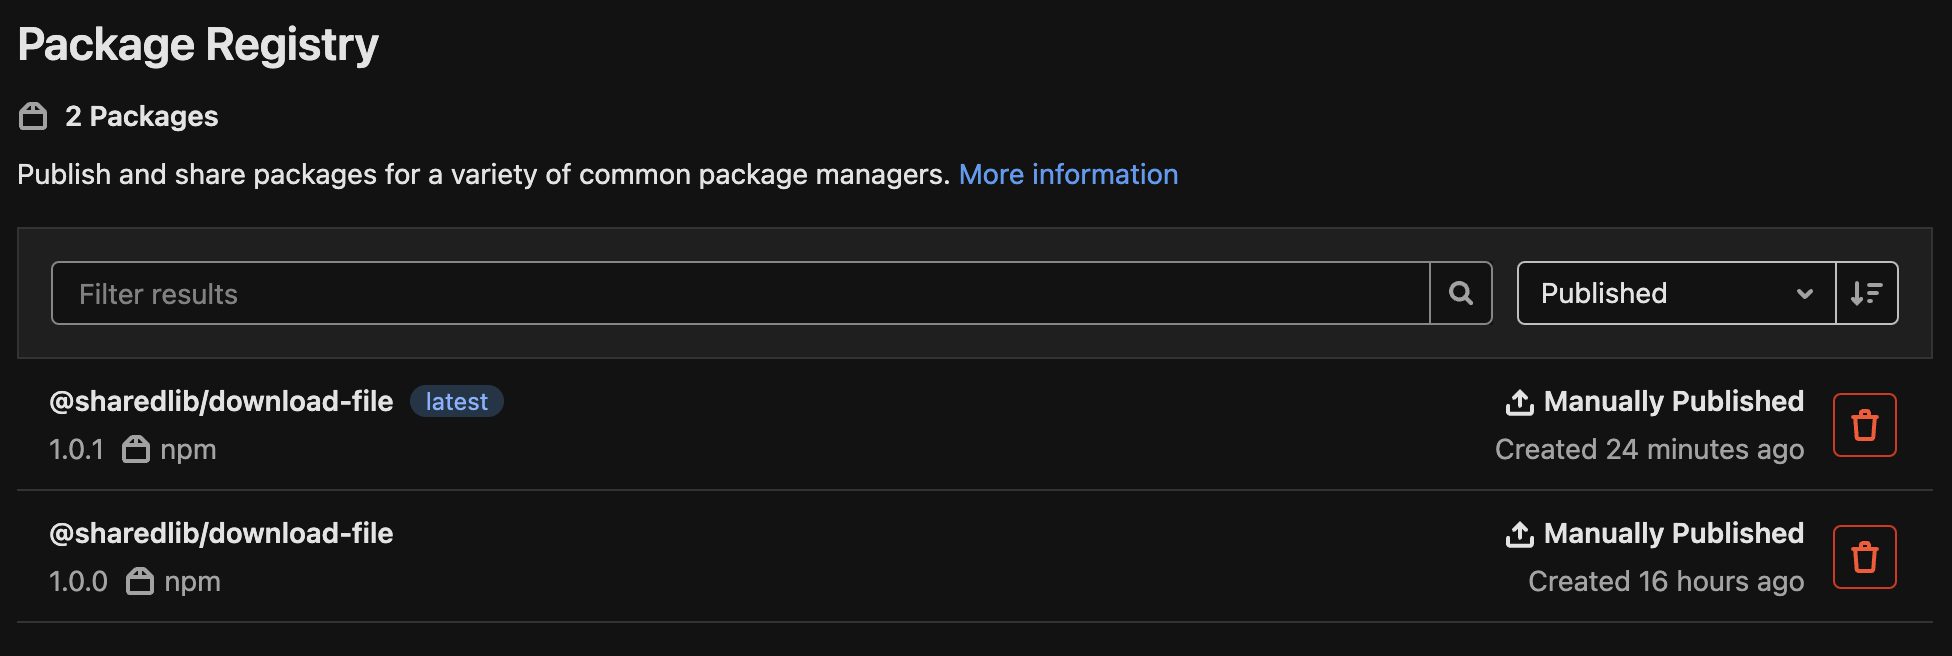 Package Registry
2 Packages
Publish and share packages for a variety of common package managers. More information
Filter results
Published
@sharedlib/download-file latest
Manually Published
1.0.1 npm
Created 24 minutes ago
@sharedlib/download-file
Manually Published
1.0.0 npm
Created 16 hours ago